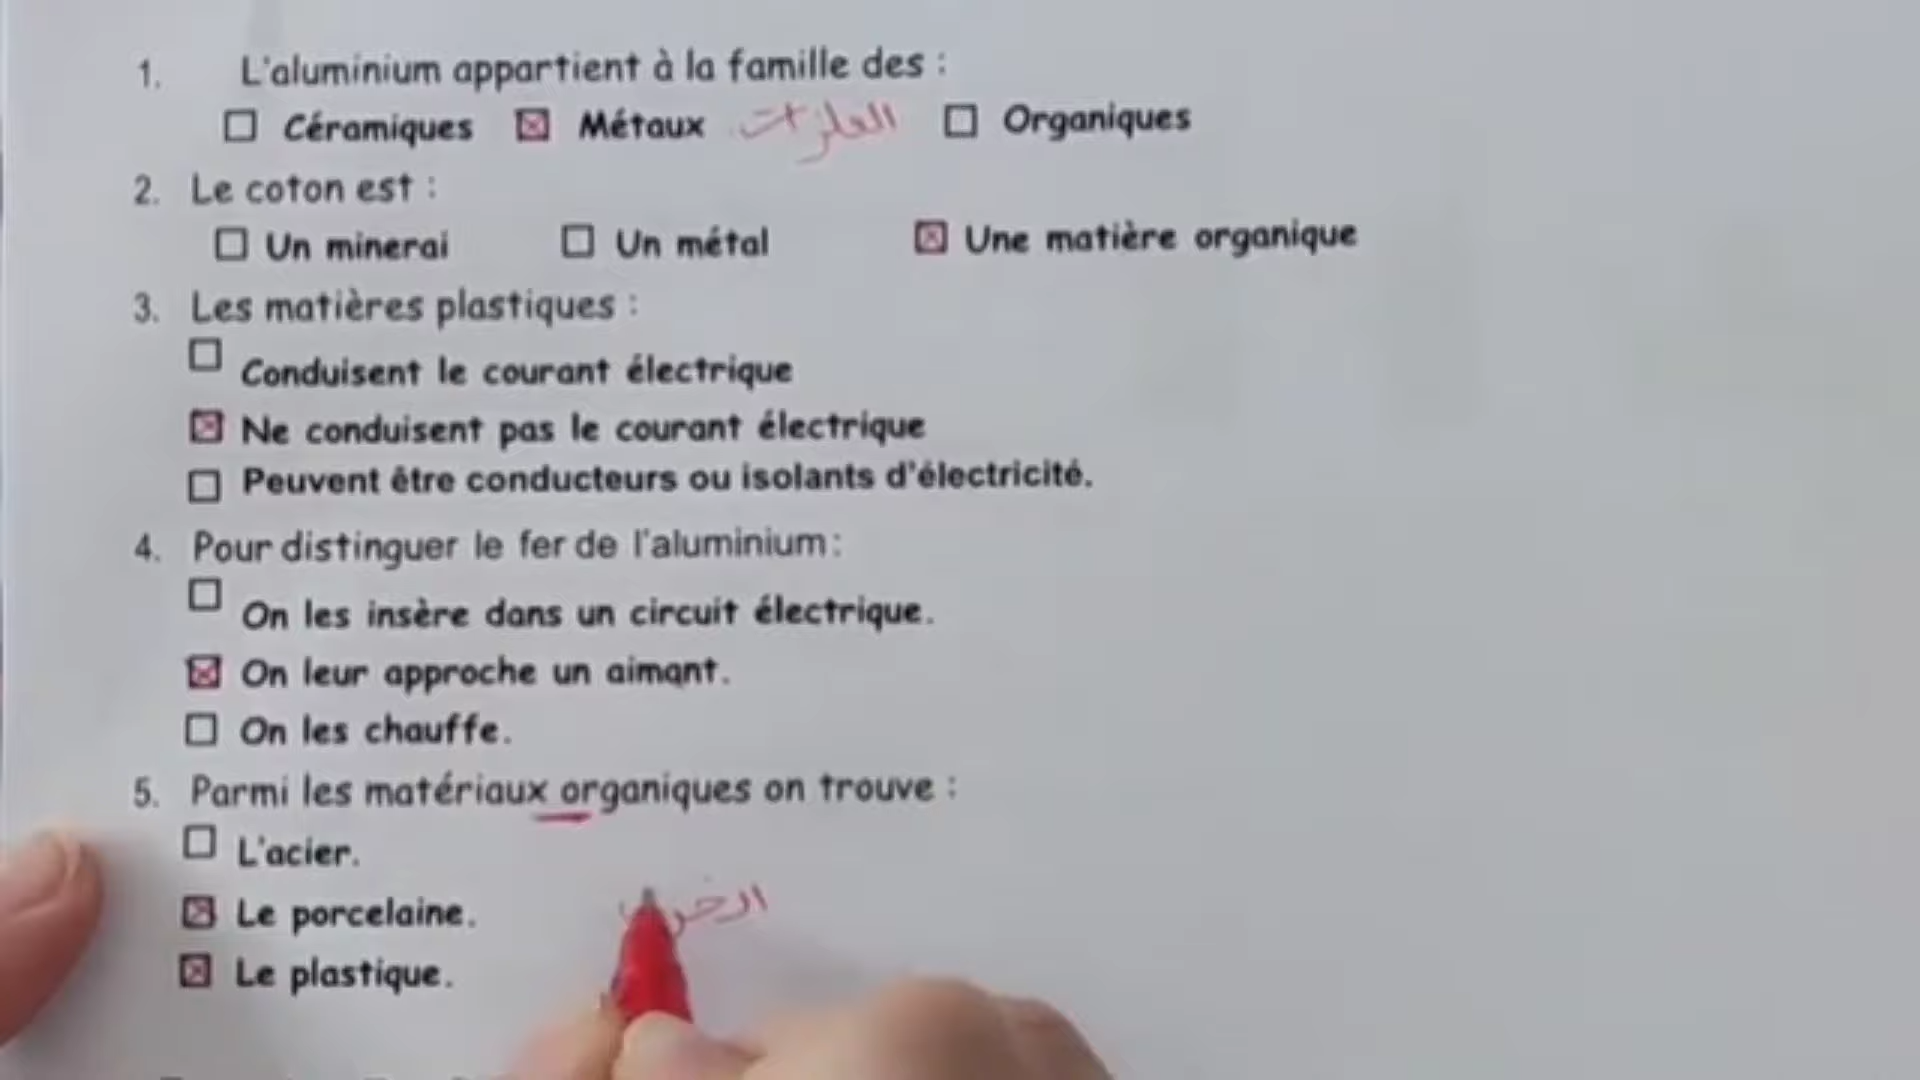 1. L'aluminium appartient à la famille des :
Céramiques Métaux الفلزات Organiques
2. Le coton est :
Un minerai Un métal Une matière organique
3. Les matières plastiques :
Conduisent le courant électrique
Ne conduisent pas le courant électrique
Peuvent être conducteurs ou isolants d'électricité.
4. Pour distinguer le fer de l'aluminium:
On les insère dans un circuit électrique.
On leur approche un aimant.
On les chauffe.
5. Parmi les matériaux organiques on trouve :
L'acier.
Le porcelaine.
Le plastique.